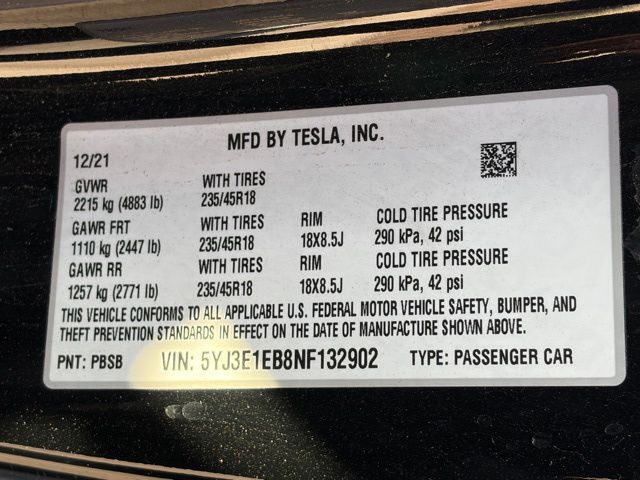 MFD BY TESLA, INC.
12/21
GVWR WITH TIRES
2215 kg (4883 lb) 235/45R18
GAWR FRT WITH TIRES RIM COLD TIRE PRESSURE
1110 kg (2447 lb) 235/45R18 18X8.5J 290 kPa, 42 psi
GAWR RR WITH TIRES RIM COLD TIRE PRESSURE
1257 kg (2771 lb) 235/45R18 18X8.5J 290 kPa, 42 psi
THIS VEHICLE CONFORMS TO ALL APPLICABLE U.S. FEDERAL MOTOR VEHICLE SAFETY, BUMPER, AND
THEFT PREVENTION STANDARDS IN EFFECT ON THE DATE OF MANUFACTURE SHOWN ABOVE.
PNT: PBSB VIN: 5YJ3E1EB8NF132902 TYPE: PASSENGER CAR